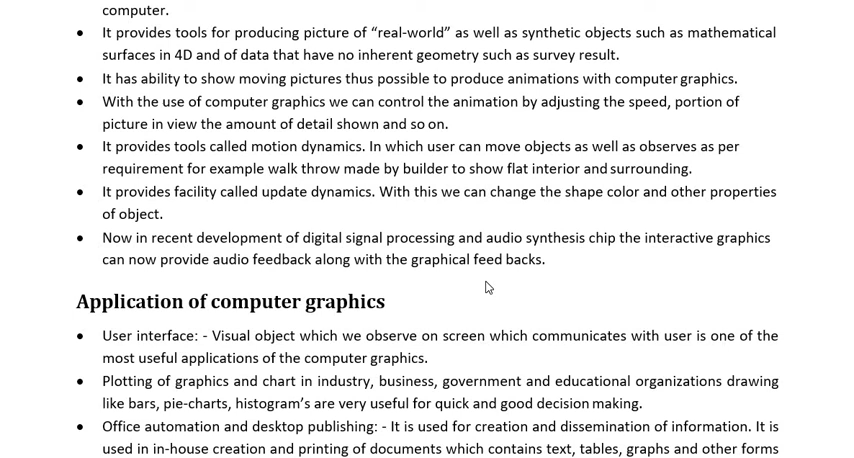 computer.
• It provides tools for producing picture of “real-world” as well as synthetic objects such as mathematical
surfaces in 4D and of data that have no inherent geometry such as survey result.
• It has ability to show moving pictures thus possible to produce animations with computer graphics.
• With the use of computer graphics we can control the animation by adjusting the speed, portion of
picture in view the amount of detail shown and so on.
• It provides tools called motion dynamics. In which user can move objects as well as observes as per
requirement for example walk throw made by builder to show flat interior and surrounding.
• It provides facility called update dynamics. With this we can change the shape color and other properties
of object.
• Now in recent development of digital signal processing and audio synthesis chip the interactive graphics
can now provide audio feedback along with the graphical feed backs.
Application of computer graphics
• User interface: - Visual object which we observe on screen which communicates with user is one of the
most useful applications of the computer graphics.
• Plotting of graphics and chart in industry, business, government and educational organizations drawing
like bars, pie-charts, histogram’s are very useful for quick and good decision making.
• Office automation and desktop publishing: - It is used for creation and dissemination of information. It is
used in in-house creation and printing of documents which contains text, tables, graphs and other forms